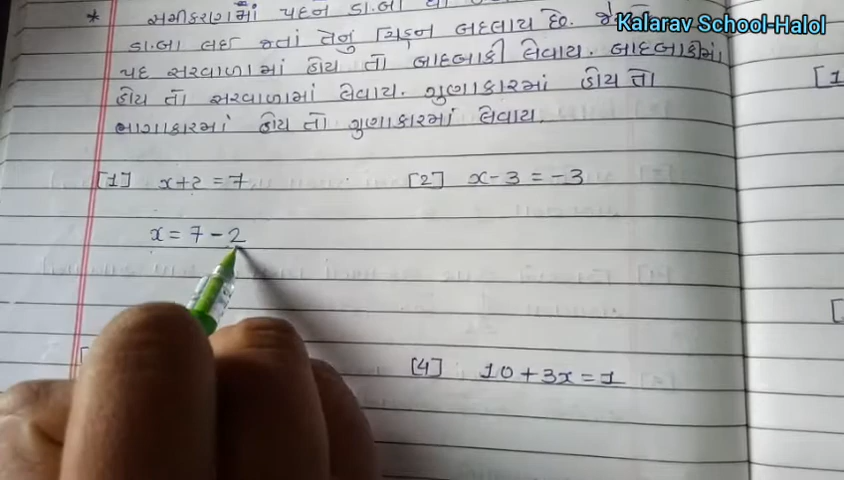 Kalarav School-Halol
* સમીકરણમાં પદન ડા.બા
ડા.બા લઈ જતાં તેનું ચિહ્ન બદલાય છે.
પદ સરવાળામાં હોય તો બાદબાકી લેવાય. બાદબાકીમાં
હોય તો સરવાળામાં લેવાય. ગુણાકારમાં હોય તો
ભાગાકારમાં હોય તો ગુણાકારમાં લેવાય.
[1] x+2 = 7
[2] x-3 = -3
x = 7-2
[4] 10+3x=1